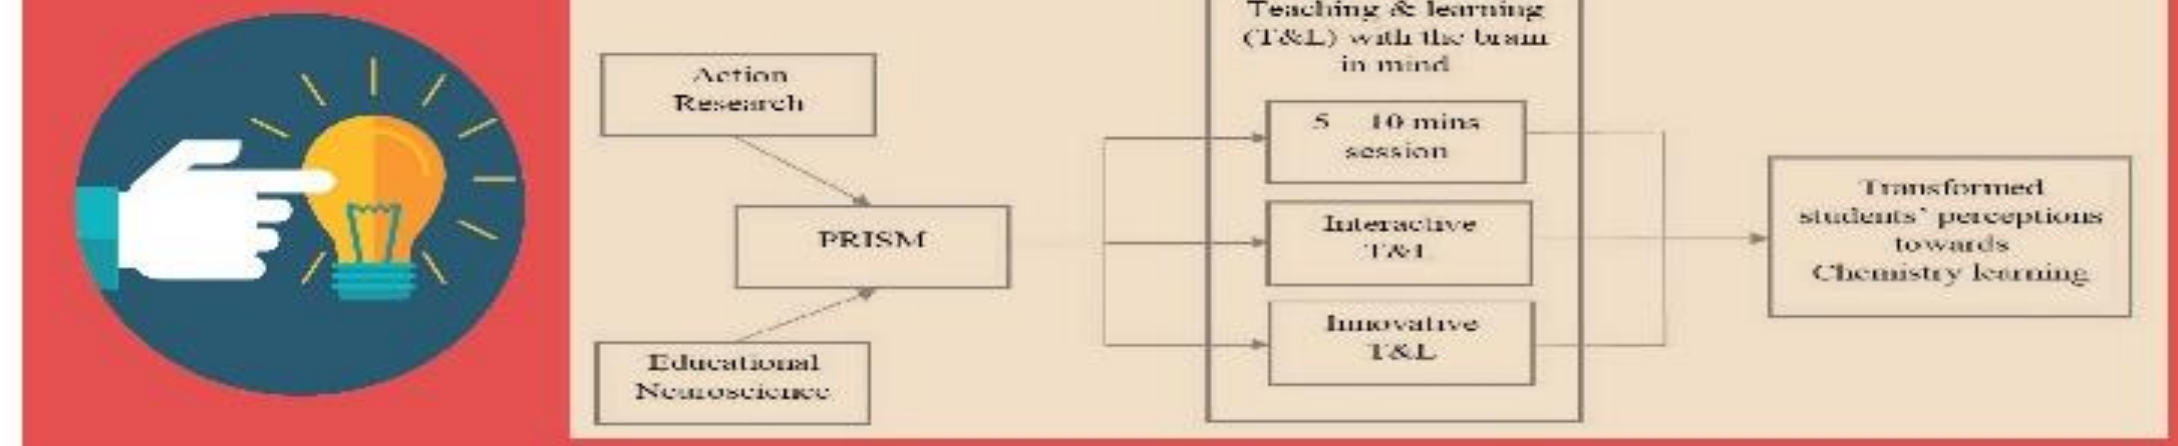 Action
Research
PRISM
Educational
Neuroscience
Teaching & learning
(T&L) with the brain
in mind
5 10 mins
session
Interactive
T&L
Innovative
T&L
Transformed
students’ perceptions
towards
Chemistry learning